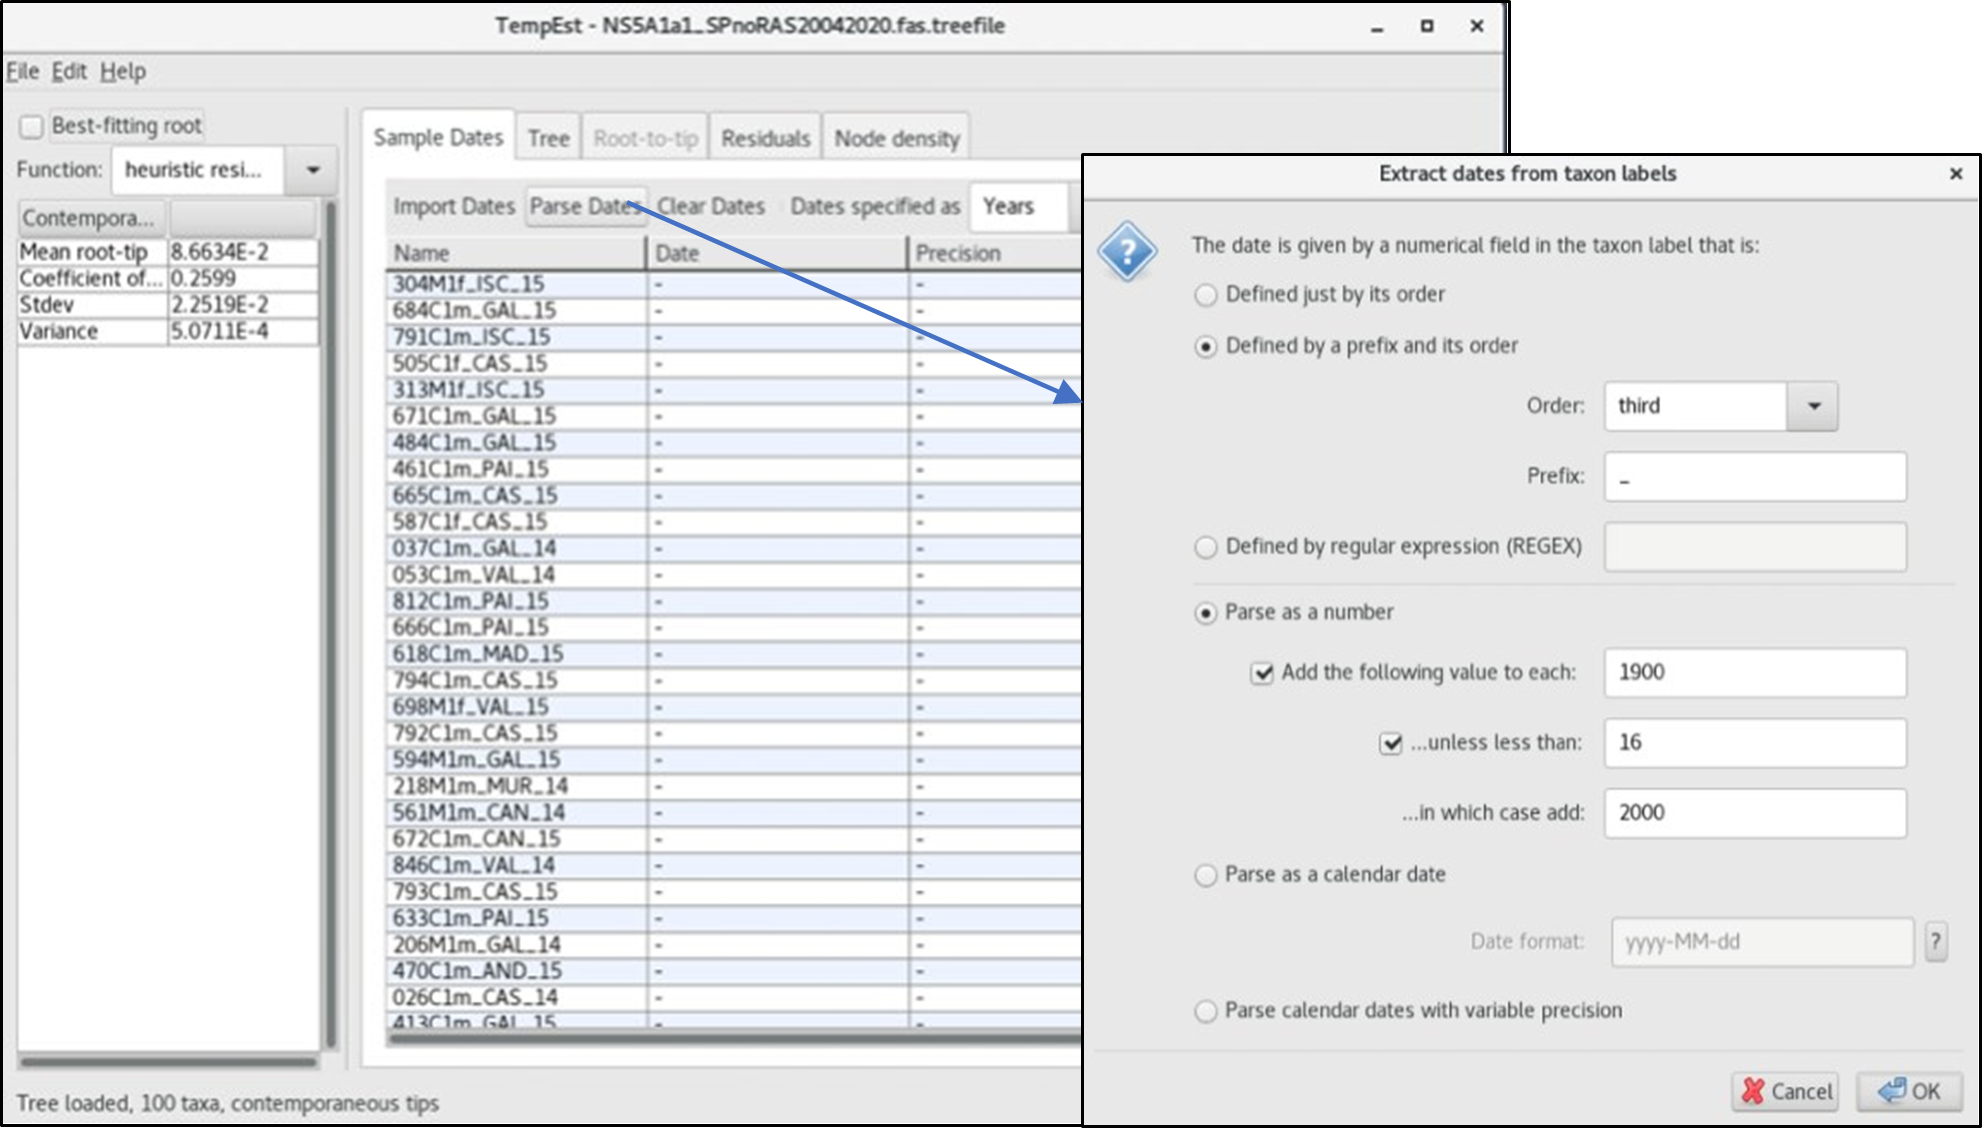 TempEst - NS5A1a1_SPnoRAS20042020.fas.treefile
File Edit Help
Best-fitting root
Function: heuristic resi...
Contempora...
Mean root-tip 8.6634E-2
Coefficient of... 0.2599
Stdev 2.2519E-2
Variance 5.0711E-4
Sample Dates Tree Root-to-tip Residuals Node density
Import Dates Parse Dates Clear Dates Dates specified as Years
Name Date Precision
304M1f_ISC_15 - -
684C1m_GAL_15 - -
791C1m_ISC_15 - -
505C1f_CAS_15 - -
313M1f_ISC_15 - -
671C1m_GAL_15 - -
484C1m_GAL_15 - -
461C1m_PAI_15 - -
665C1m_CAS_15 - -
587C1f_CAS_15 - -
037C1m_GAL_14 - -
053C1m_VAL_14 - -
812C1m_PAI_15 - -
666C1m_PAI_15 - -
618C1m_MAD_15 - -
794C1m_CAS_15 - -
698M1f_VAL_15 - -
792C1m_CAS_15 - -
594M1m_GAL_15 - -
218M1m_MUR_14 - -
561M1m_CAN_14 - -
672C1m_CAN_15 - -
846C1m_VAL_14 - -
793C1m_CAS_15 - -
633C1m_PAI_15 - -
206M1m_GAL_14 - -
470C1m_AND_15 - -
026C1m_CAS_14 - -
413C1m_GAL_15 - -
Tree loaded, 100 taxa, contemporaneous tips
Extract dates from taxon labels
The date is given by a numerical field in the taxon label that is:
Defined just by its order
Defined by a prefix and its order
Order: third
Prefix: _
Defined by regular expression (REGEX)
Parse as a number
Add the following value to each: 1900
...unless less than: 16
...in which case add: 2000
Parse as a calendar date
Date format: yyyy-MM-dd ?
Parse calendar dates with variable precision
Cancel OK